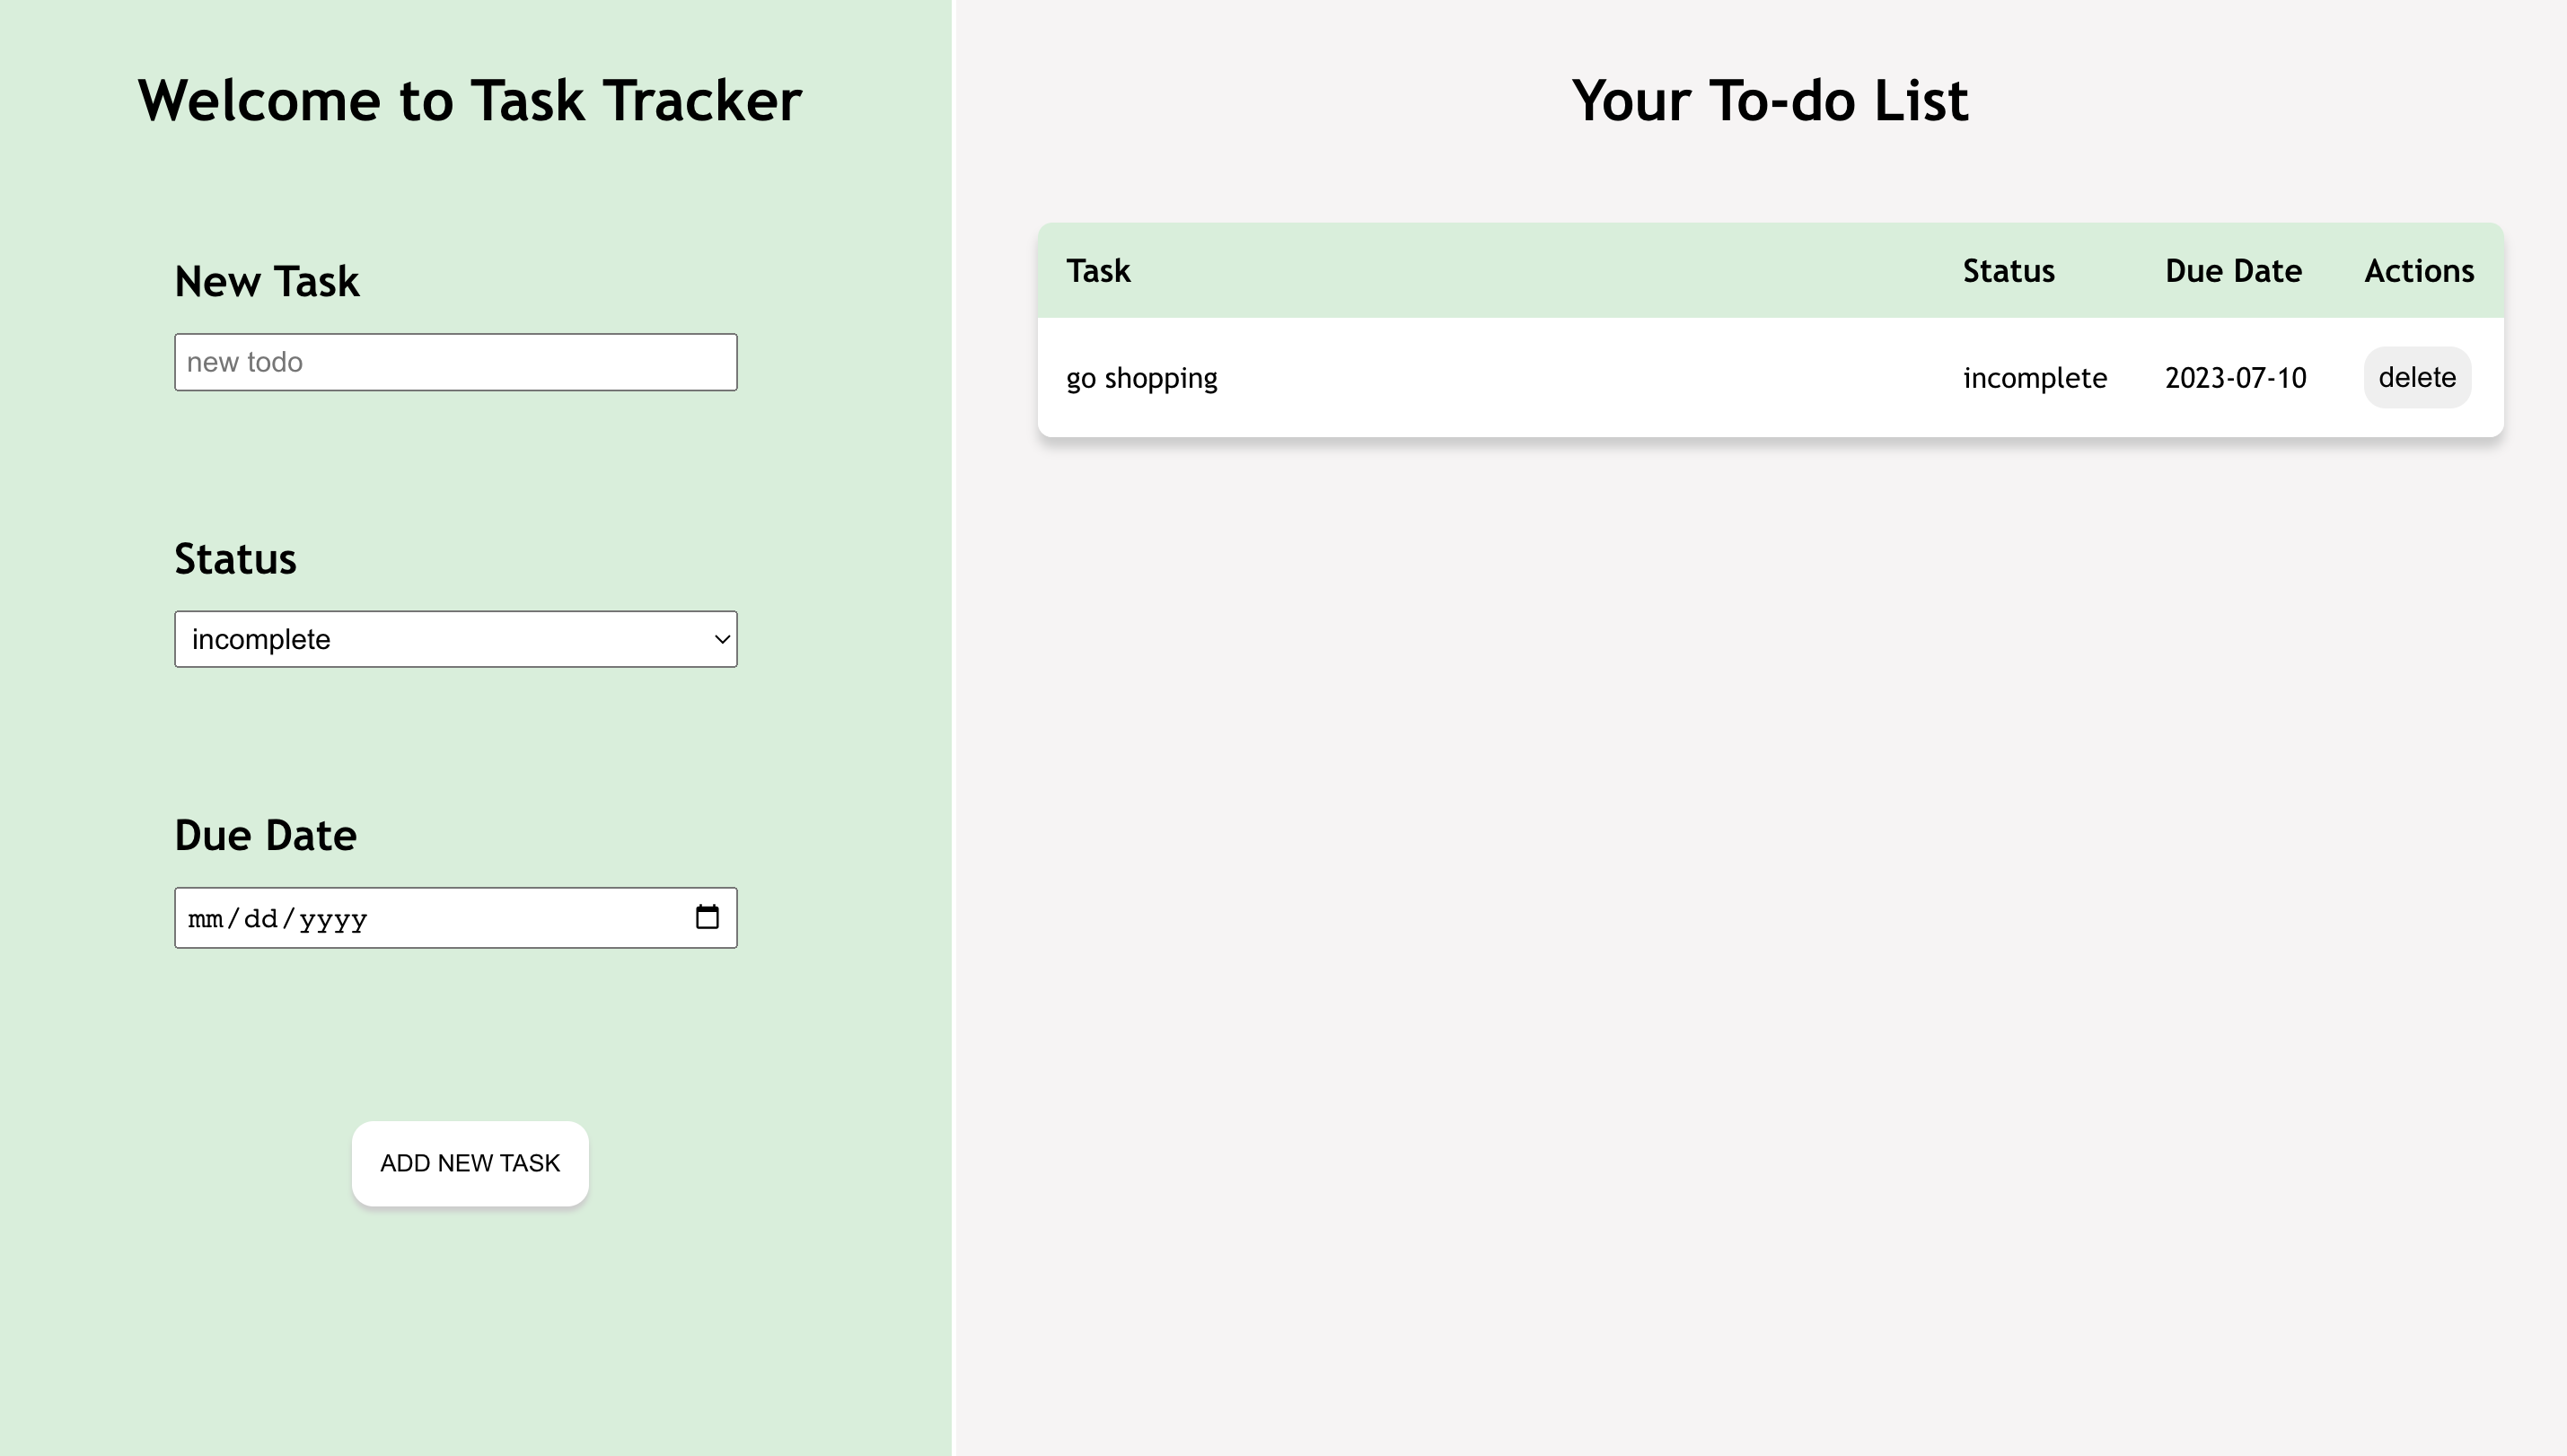 Welcome to Task Tracker
New Task
new todo
Status
incomplete
Due Date
mm/dd/yyyy
ADD NEW TASK
Your To-do List
Task Status Due Date Actions
go shopping incomplete 2023-07-10 delete